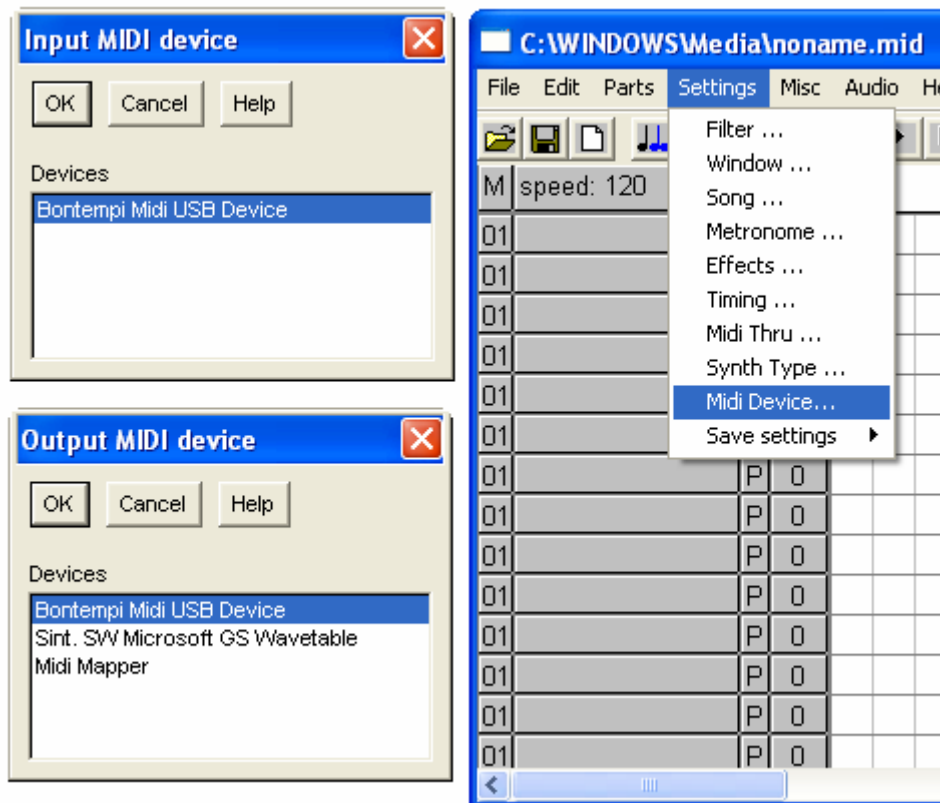 Input MIDI device
OK Cancel Help
Devices
Bontempi Midi USB Device
Output MIDI device
OK Cancel Help
Devices
Bontempi Midi USB Device
Sint. SW Microsoft GS Wavetable
Midi Mapper
C:\WINDOWS\Media\noname.mid
File Edit Parts Settings Misc Audio
Filter ...
Window ...
Song ...
Metronome ...
Effects ...
Timing ...
Midi Thru ...
Synth Type ...
Midi Device...
Save settings
M speed: 120
01
01
01
01
01
01
01 P 0
01 P 0
01 P 0
01 P 0
01 P 0
01 P 0
01 P 0
01 P 0